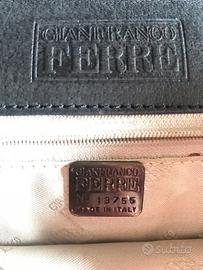 GIANFRANCO
FERRE
GIANFRANCO
FERRE
N° 13755
MADE IN ITALY
subito